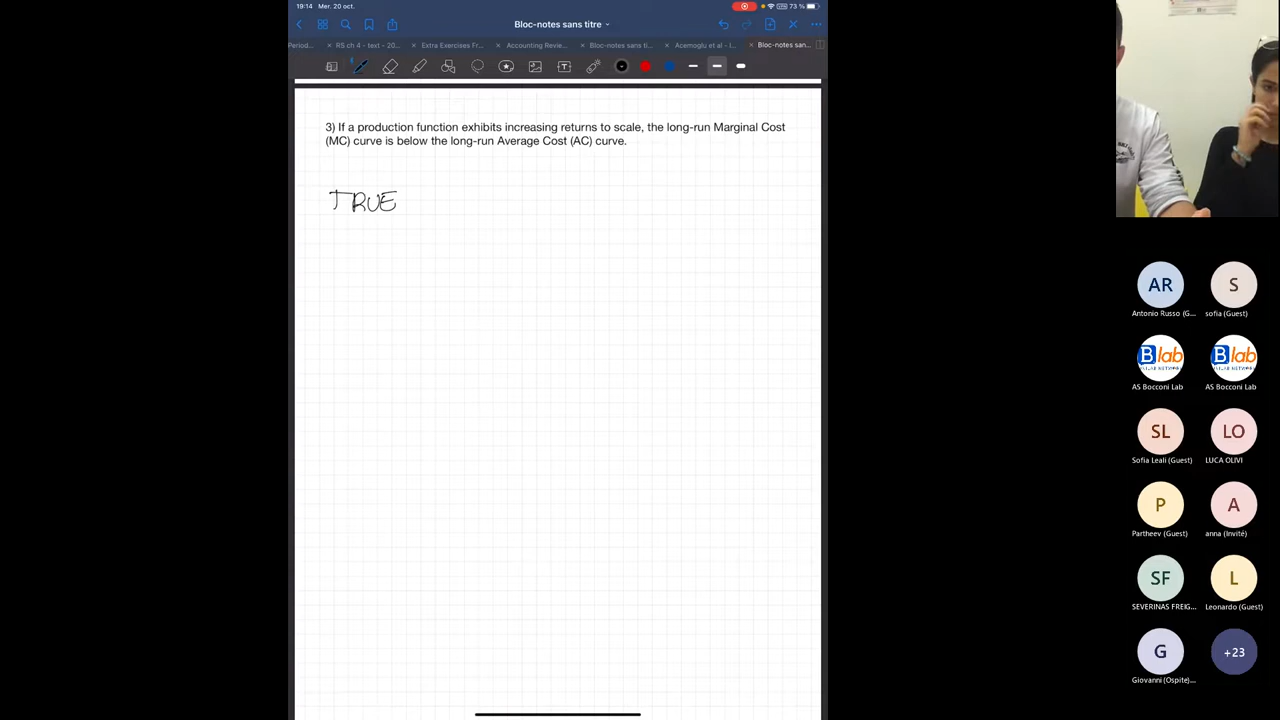 19:14 Mer. 20 oct.
73 %
Bloc-notes sans titre
Period...
RS ch 4 - text - 20...
Extra Exercises Fr...
Accounting Revie...
Bloc-notes sans ti...
Acemoglu et al - I...
Bloc-notes san...
3) If a production function exhibits increasing returns to scale, the long-run Marginal Cost
(MC) curve is below the long-run Average Cost (AC) curve.
TRUE
AR
S
Antonio Russo (G...
sofia (Guest)
B lab
B lab
AS Bocconi Lab
AS Bocconi Lab
SL
LO
Sofia Leali (Guest)
LUCA OLIVI
P
A
Partheev (Guest)
anna (Invité)
SF
L
SEVERINAS FREIG...
Leonardo (Guest)
G
+23
Giovanni (Ospite)...